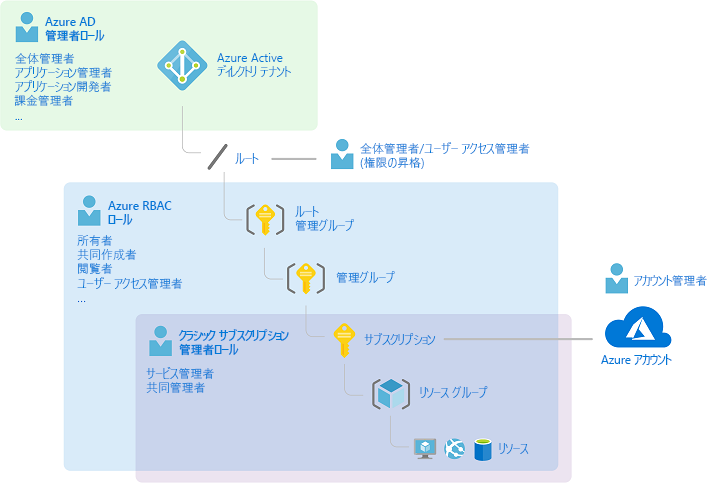 Azure AD
管理者ロール
全体管理者
アプリケーション管理者
アプリケーション開発者
課金管理者
...
Azure Active
ディレクトリ テナント
ルート
全体管理者/ユーザー アクセス管理者
(権限の昇格)
Azure RBAC
ロール
所有者
共同作成者
閲覧者
ユーザー アクセス管理者
...
ルート
管理グループ
管理グループ
アカウント管理者
クラシック サブスクリプション
管理者ロール
サービス管理者
共同管理者
サブスクリプション
Azure アカウント
リソース グループ
リソース